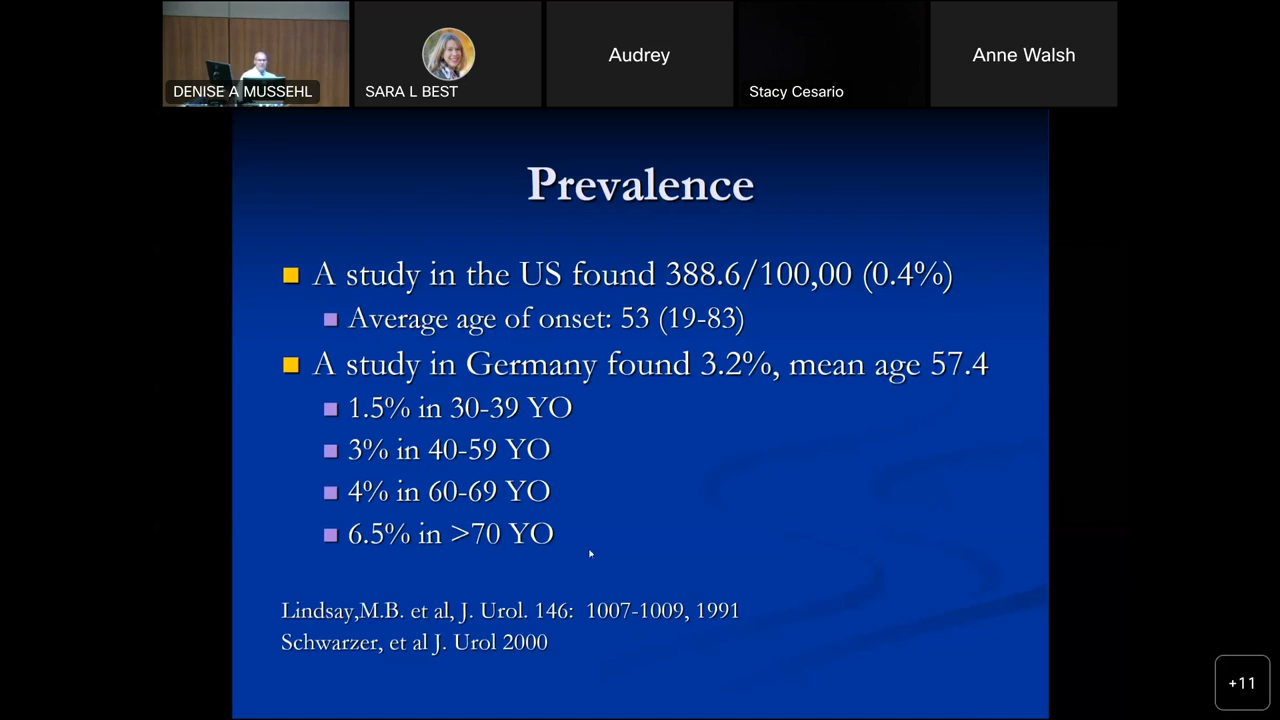 DENISE A MUSSEHL
SARA L BEST
Audrey
Stacy Cesario
Anne Walsh
Prevalence
A study in the US found 388.6/100,00 (0.4%)
Average age of onset: 53 (19-83)
A study in Germany found 3.2%, mean age 57.4
1.5% in 30-39 YO
3% in 40-59 YO
4% in 60-69 YO
6.5% in >70 YO
Lindsay,M.B. et al, J. Urol. 146: 1007-1009, 1991
Schwarzer, et al J. Urol 2000
+11